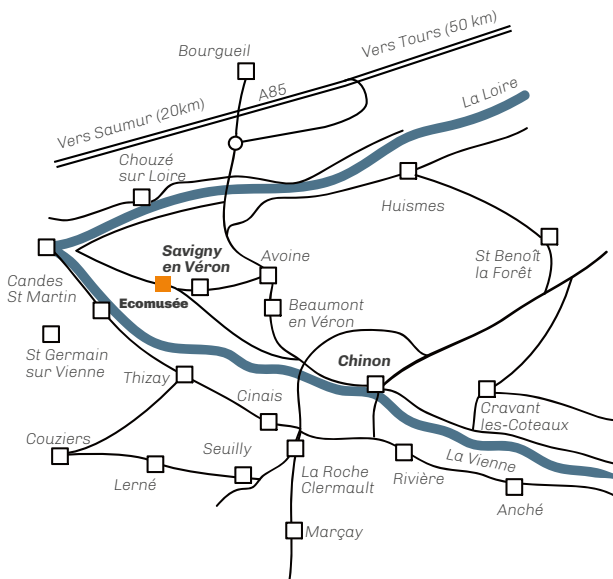 Bourgueil
Vers Tours (50 km)
A85
La Loire
Vers Saumur (20km)
Chouzé
sur Loire
Huismes
Savigny
en Véron
Avoine
St Benoît
la Forêt
Candes
St Martin
Ecomusée
Beaumont
en Véron
St Germain
sur Vienne
Thizay
Chinon
Cinais
Cravant
les-Coteaux
Couziers
Seuilly
Lerné
La Roche
Clermault
Rivière
La Vienne
Anché
Marçay